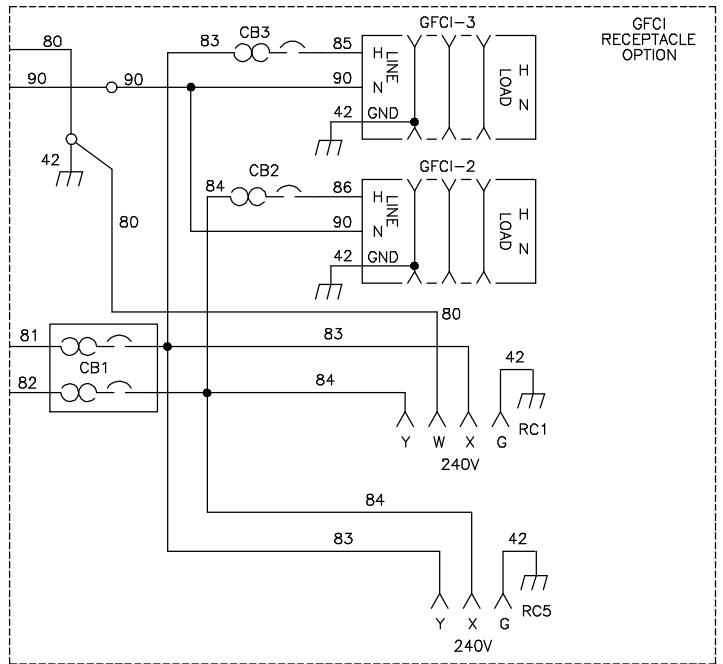 GFCI
RECEPTACLE
OPTION
GFCI-3
80
83
CB3
85
H
LINE
LOAD
H
90
90
90
N
N
42
GND
42
GFCI-2
84
CB2
86
H
LINE
LOAD
H
80
90
N
N
42
GND
80
81
83
42
CB1
82
84
RC1
Y W X G
240V
84
83
42
RC5
Y X G
240V